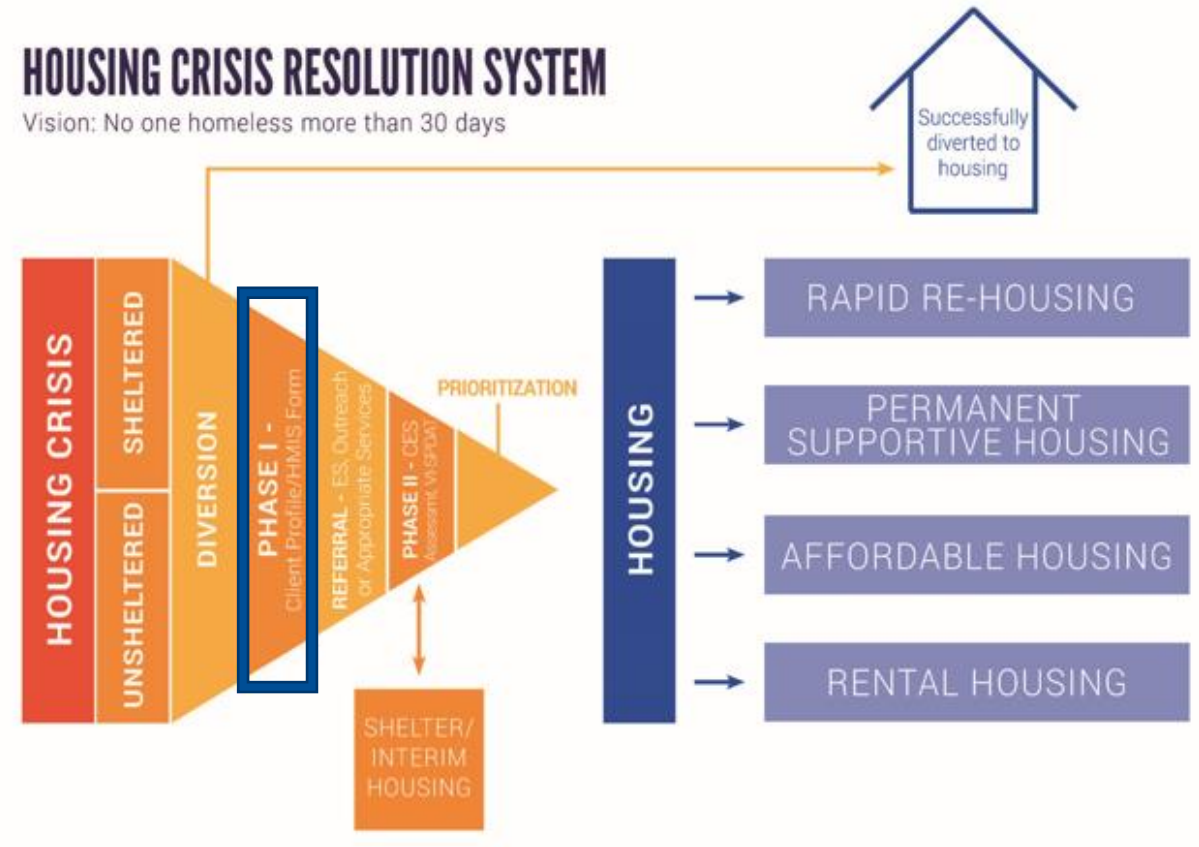 HOUSING CRISIS RESOLUTION SYSTEM
Vision: No one homeless more than 30 days
Successfully
diverted to
housing
HOUSING CRISIS
SHELTERED
UNSHELTERED
DIVERSION
PHASE I -
Client Profile/HMIS Form
REFERRAL - ES, Outreach
or Appropriate Services
PHASE II - CES
Assessmt, VI-SPDAT
PRIORITIZATION
SHELTER/
INTERIM
HOUSING
HOUSING
RAPID RE-HOUSING
PERMANENT
SUPPORTIVE HOUSING
AFFORDABLE HOUSING
RENTAL HOUSING